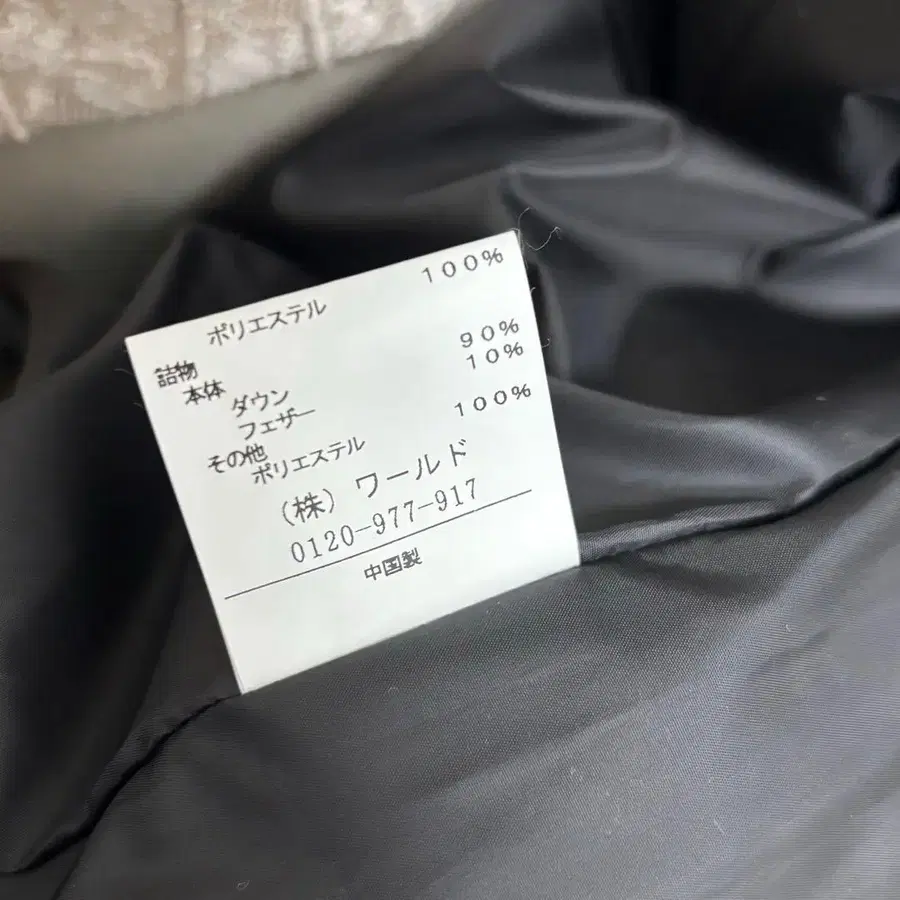 ポリエステル 100%
詰物
本体
ダウン 90%
フェザー 10%
その他
ポリエステル 100%
(株) ワールド
0120-977-917
中国製